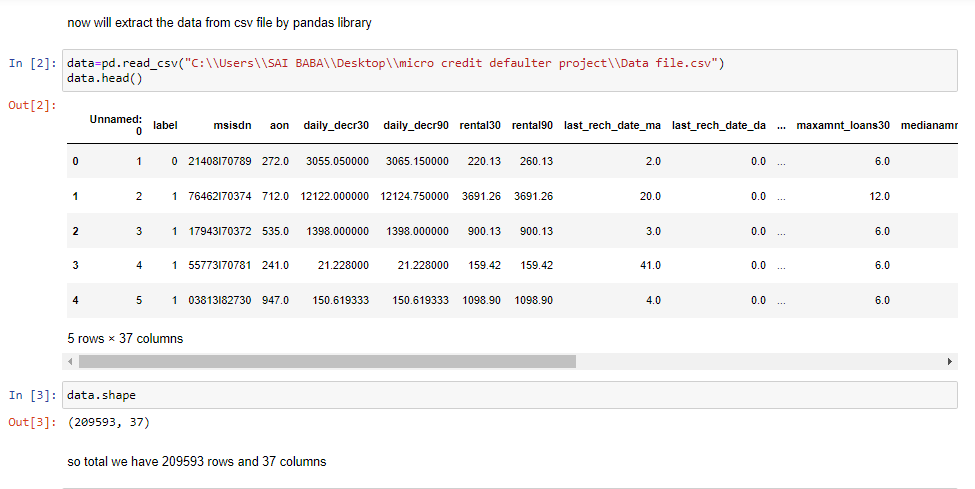 now will extract the data from csv file by pandas library
In [2]: data=pd.read_csv("C:\\Users\\SAI BABA\\Desktop\\micro credit defaulter project\\Data file.csv")
data.head()
Out[2]:
Unnamed: 0 label msisdn aon daily_decr30 daily_decr90 rental30 rental90 last_rech_date_ma last_rech_date_da ... maxamnt_loans30 medianamn
0 1 0 21408I70789 272.0 3055.050000 3065.150000 220.13 260.13 2.0 0.0 ... 6.0
1 2 1 76462I70374 712.0 12122.000000 12124.750000 3691.26 3691.26 20.0 0.0 ... 12.0
2 3 1 17943I70372 535.0 1398.000000 1398.000000 900.13 900.13 3.0 0.0 ... 6.0
3 4 1 55773I70781 241.0 21.228000 21.228000 159.42 159.42 41.0 0.0 ... 6.0
4 5 1 03813I82730 947.0 150.619333 150.619333 1098.90 1098.90 4.0 0.0 ... 6.0
5 rows × 37 columns
In [3]: data.shape
Out[3]: (209593, 37)
so total we have 209593 rows and 37 columns